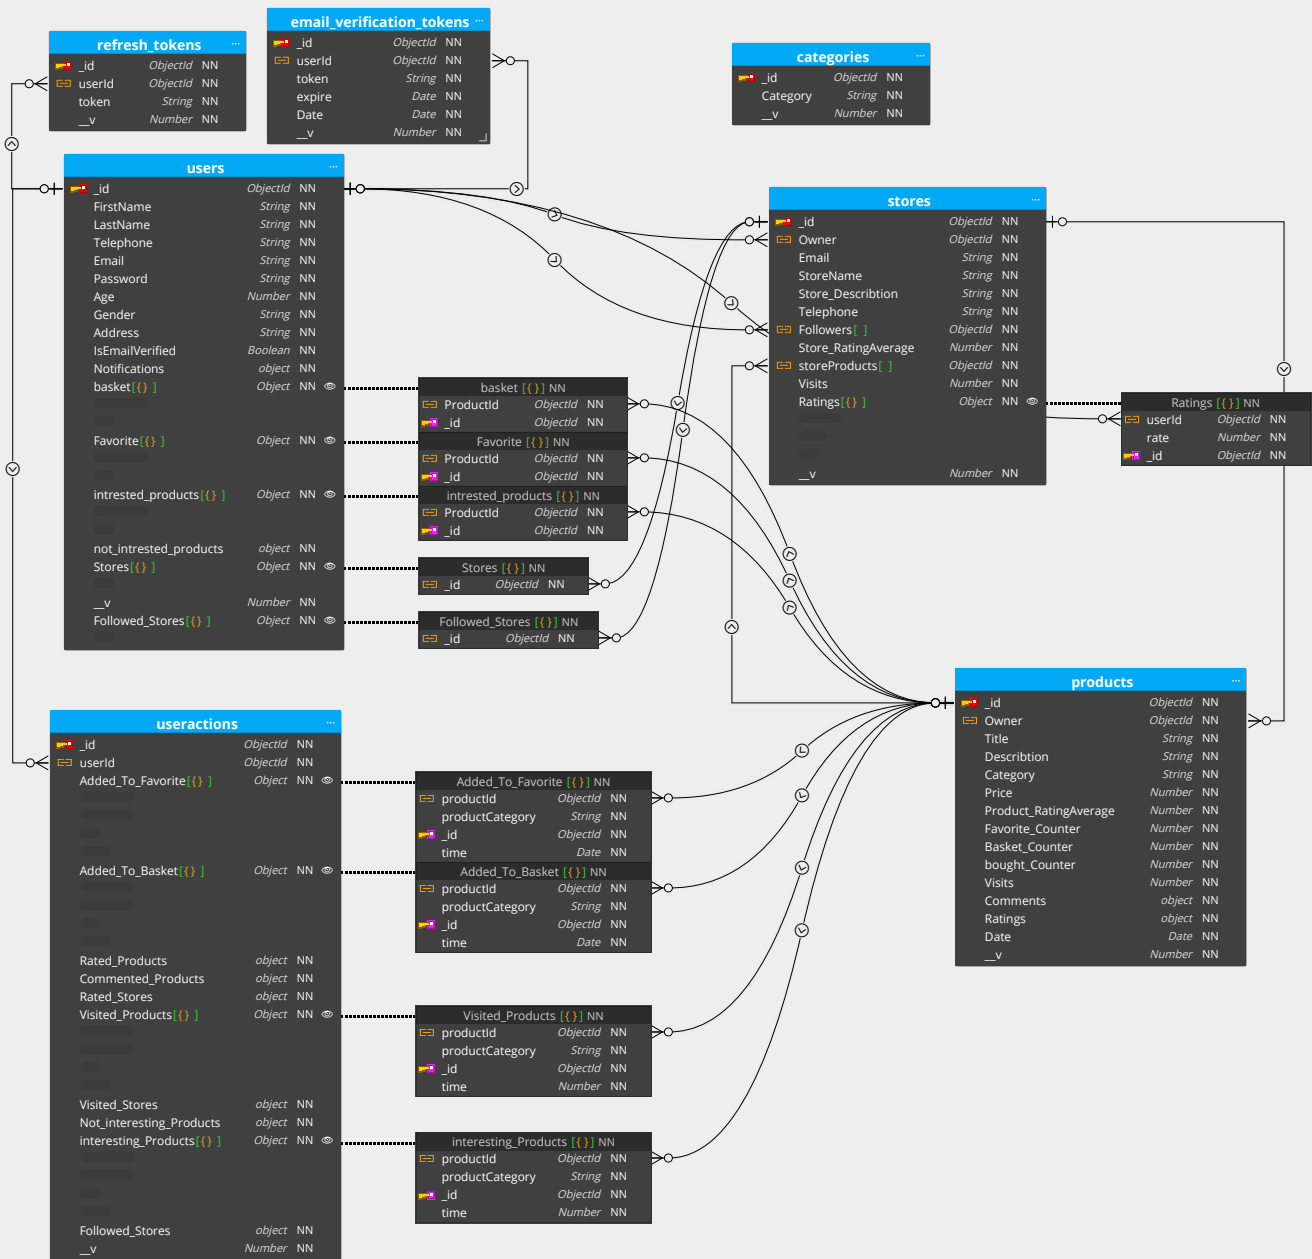 refresh_tokens ...
_id ObjectId NN
userId ObjectId NN
token String NN
__v Number NN
email_verification_tokens ...
_id ObjectId NN
userId ObjectId NN
token String NN
expire Date NN
Date Date NN
__v Number NN
categories ...
_id ObjectId NN
Category String NN
__v Number NN
users ...
_id ObjectId NN
FirstName String NN
LastName String NN
Telephone String NN
Email String NN
Password String NN
Age Number NN
Gender String NN
Address String NN
IsEmailVerified Boolean NN
Notifications object NN
basket[{} ] Object NN
Favorite[{} ] Object NN
intrested_products[{} ] Object NN
not_intrested_products object NN
Stores[{} ] Object NN
__v Number NN
Followed_Stores[{} ] Object NN
basket [{}] NN
ProductId ObjectId NN
_id ObjectId NN
Favorite [{}] NN
ProductId ObjectId NN
_id ObjectId NN
intrested_products [{}] NN
ProductId ObjectId NN
_id ObjectId NN
Stores [{}] NN
_id ObjectId NN
Followed_Stores [{}] NN
_id ObjectId NN
stores ...
_id ObjectId NN
Owner ObjectId NN
Email String NN
StoreName String NN
Store_Describtion String NN
Telephone String NN
Followers[ ] ObjectId NN
Store_RatingAverage Number NN
storeProducts[ ] ObjectId NN
Visits Number NN
Ratings[{} ] Object NN
__v Number NN
Ratings [{}] NN
userId ObjectId NN
rate Number NN
_id ObjectId NN
products ...
_id ObjectId NN
Owner ObjectId NN
Title String NN
Describtion String NN
Category String NN
Price Number NN
Product_RatingAverage Number NN
Favorite_Counter Number NN
Basket_Counter Number NN
bought_Counter Number NN
Visits Number NN
Comments object NN
Ratings object NN
Date Date NN
__v Number NN
useractions ...
_id ObjectId NN
userId ObjectId NN
Added_To_Favorite[{} ] Object NN
Added_To_Basket[{} ] Object NN
Rated_Products object NN
Commented_Products object NN
Rated_Stores object NN
Visited_Products[{} ] Object NN
Visited_Stores object NN
Not_interesting_Products object NN
interesting_Products[{} ] Object NN
Followed_Stores object NN
__v Number NN
Added_To_Favorite [{}] NN
productId ObjectId NN
productCategory String NN
_id ObjectId NN
time Date NN
Added_To_Basket [{}] NN
productId ObjectId NN
productCategory String NN
_id ObjectId NN
time Date NN
Visited_Products [{}] NN
productId ObjectId NN
productCategory String NN
_id ObjectId NN
time Number NN
interesting_Products [{}] NN
productId ObjectId NN
productCategory String NN
_id ObjectId NN
time Number NN